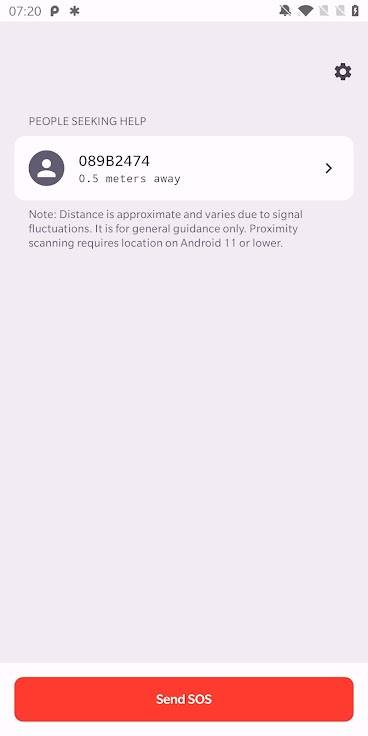 07:20
PEOPLE SEEKING HELP
089B2474
0.5 meters away
Note: Distance is approximate and varies due to signal
fluctuations. It is for general guidance only. Proximity
scanning requires location on Android 11 or lower.
Send SOS